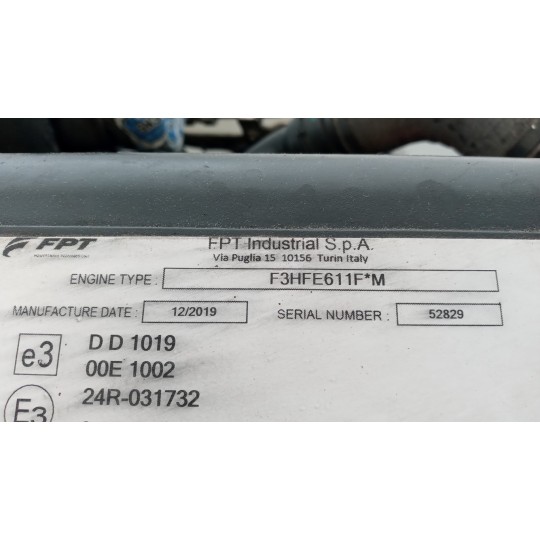 FPT
FPT Industrial S.p.A.
Via Puglia 15 10156 Turin Italy
ENGINE TYPE : F3HFE611F*M
MANUFACTURE DATE : 12/2019 SERIAL NUMBER : 52829
e3 D D 1019
00E 1002
E3 24R-031732